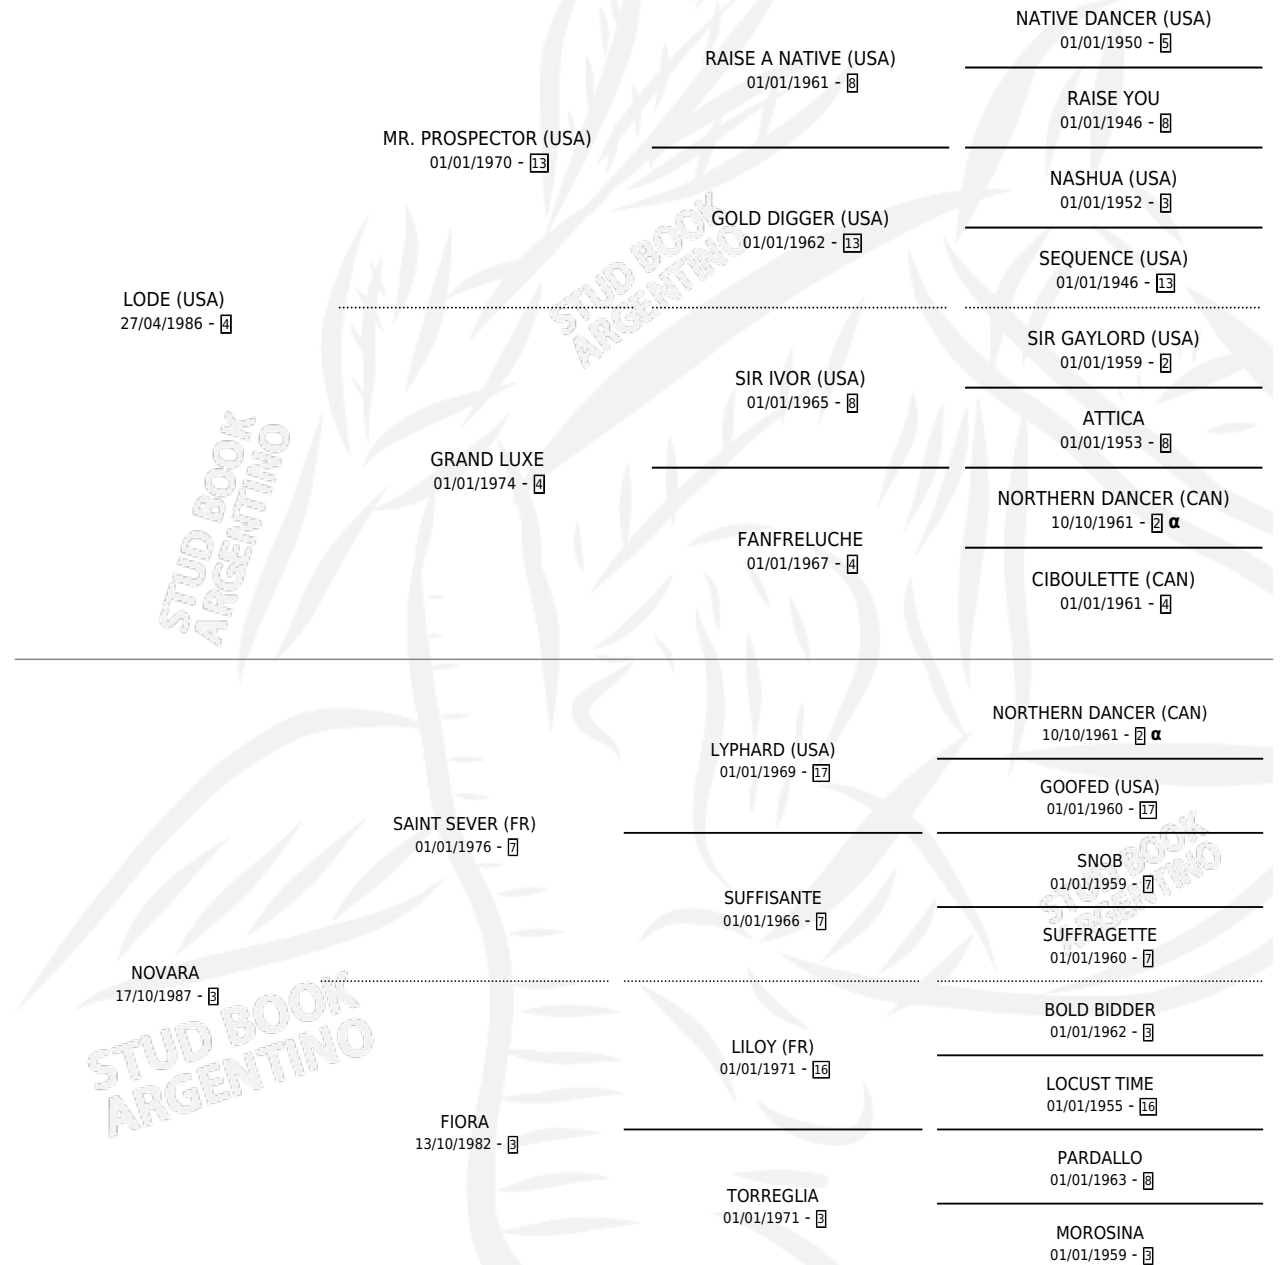 NATIVE DANCER (USA)
01/01/1950 - 5
RAISE A NATIVE (USA)
01/01/1961 - 8
RAISE YOU
01/01/1946 - 8
MR. PROSPECTOR (USA)
01/01/1970 - 13
NASHUA (USA)
01/01/1952 - 3
GOLD DIGGER (USA)
01/01/1962 - 13
SEQUENCE (USA)
01/01/1946 - 13
LODE (USA)
27/04/1986 - 4
SIR GAYLORD (USA)
01/01/1959 - 2
SIR IVOR (USA)
01/01/1965 - 8
ATTICA
01/01/1953 - 8
GRAND LUXE
01/01/1974 - 4
NORTHERN DANCER (CAN)
10/10/1961 - 2 α
FANFRELUCHE
01/01/1967 - 4
CIBOULETTE (CAN)
01/01/1961 - 4
NORTHERN DANCER (CAN)
10/10/1961 - 2 α
LYPHARD (USA)
01/01/1969 - 17
GOOFED (USA)
01/01/1960 - 17
SAINT SEVER (FR)
01/01/1976 - 7
SNOB
01/01/1959 - 7
SUFFISANTE
01/01/1966 - 7
SUFFRAGETTE
01/01/1960 - 7
NOVARA
17/10/1987 - 3
BOLD BIDDER
01/01/1962 - 3
LILOY (FR)
01/01/1971 - 16
LOCUST TIME
01/01/1955 - 16
FIORA
13/10/1982 - 3
PARDALLO
01/01/1963 - 8
TORREGLIA
01/01/1971 - 3
MOROSINA
01/01/1959 - 3
STUD BOOK
ARGENTINO
STUD BOOK
ARGENTINO
STUD BOOK
ARGENTINO
STUD BOOK
ARGENTINO